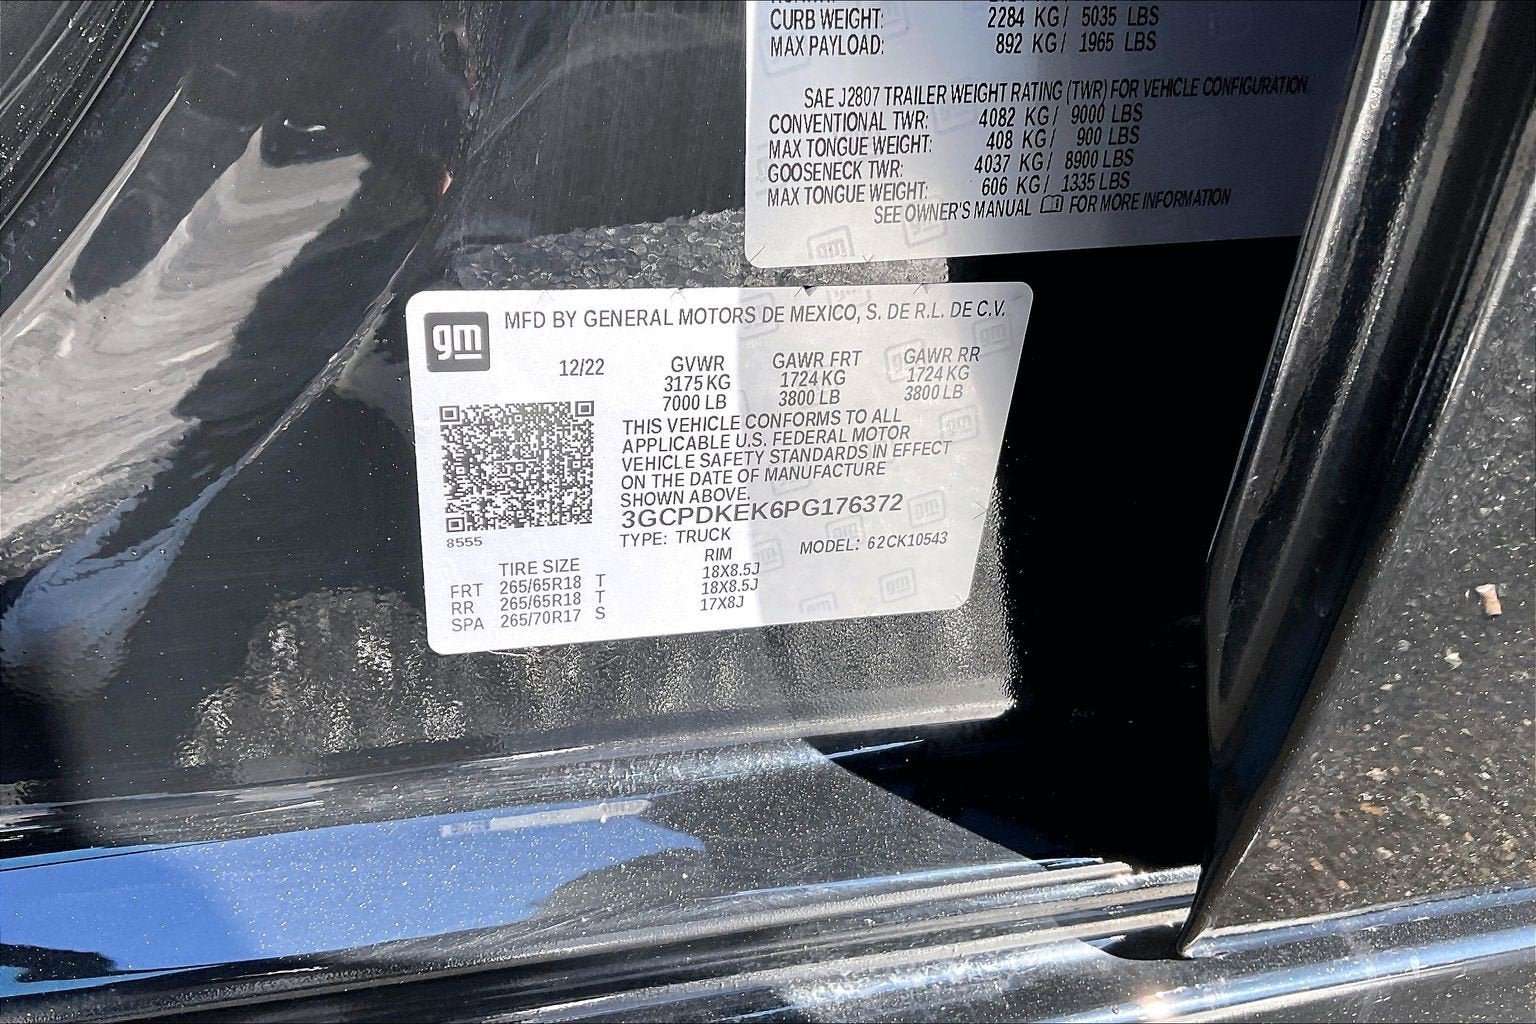 CURB WEIGHT: 2284 KG/ 5035 LBS
MAX PAYLOAD: 892 KG/ 1965 LBS
SAE J2807 TRAILER WEIGHT RATING (TWR) FOR VEHICLE CONFIGURATION
CONVENTIONAL TWR: 4082 KG/ 9000 LBS
MAX TONGUE WEIGHT: 408 KG/ 900 LBS
GOOSENECK TWR: 4037 KG/ 8900 LBS
MAX TONGUE WEIGHT: 606 KG/ 1335 LBS
SEE OWNER'S MANUAL FOR MORE INFORMATION
gm
MFD BY GENERAL MOTORS DE MEXICO, S. DE R.L. DE C.V.
12/22 GVWR GAWR FRT GAWR RR
3175 KG 1724 KG 1724 KG
7000 LB 3800 LB 3800 LB
THIS VEHICLE CONFORMS TO ALL
APPLICABLE U.S. FEDERAL MOTOR
VEHICLE SAFETY STANDARDS IN EFFECT
ON THE DATE OF MANUFACTURE
SHOWN ABOVE.
3GCPDKEK6PG176372
TYPE: TRUCK MODEL: 62CK10543
8555
TIRE SIZE RIM
FRT 265/65R18 T 18X8.5J
RR 265/65R18 T 18X8.5J
SPA 265/70R17 S 17X8J